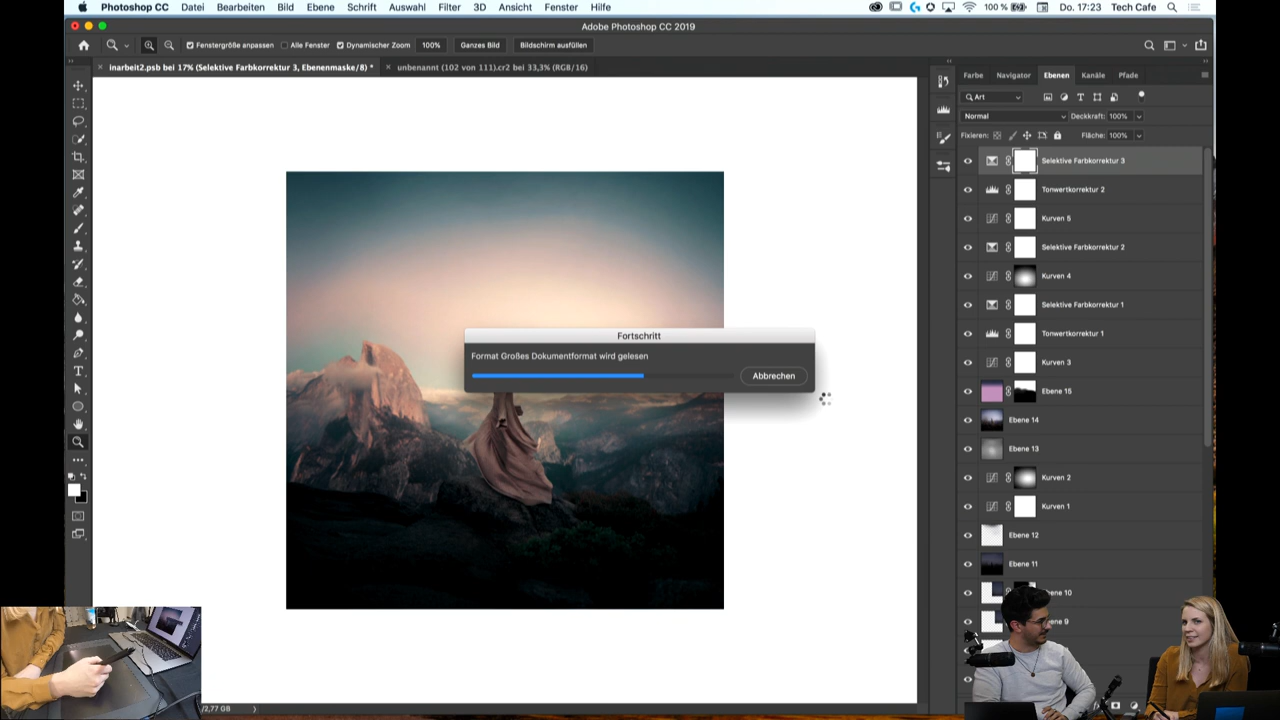 Photoshop CC Datei Bearbeiten Bild Ebene Schrift Auswahl Filter 3D Ansicht Fenster Hilfe 100 % Do. 17:23 Tech Cafe
Adobe Photoshop CC 2019
Fenstergröße anpassen Alle Fenster Dynamischer Zoom 100% Ganzes Bild Bildschirm ausfüllen
inarbeit2.psb bei 17% (Selektive Farbkorrektur 3, Ebenenmaske/8) * unbenannt (102 von 111).cr2 bei 33,3% (RGB/16)
Farbe Navigator Ebenen Kanäle Pfade
Art
Normal Deckkraft: 100%
Fixieren: Fläche: 100%
Selektive Farbkorrektur 3
Tonwertkorrektur 2
Kurven 5
Selektive Farbkorrektur 2
Kurven 4
Selektive Farbkorrektur 1
Tonwertkorrektur 1
Kurven 3
Ebene 15
Ebene 14
Ebene 13
Kurven 2
Kurven 1
Ebene 12
Ebene 11
Fortschritt
Format Großes Dokumentformat wird gelesen
Abbrechen
/2,77 GB